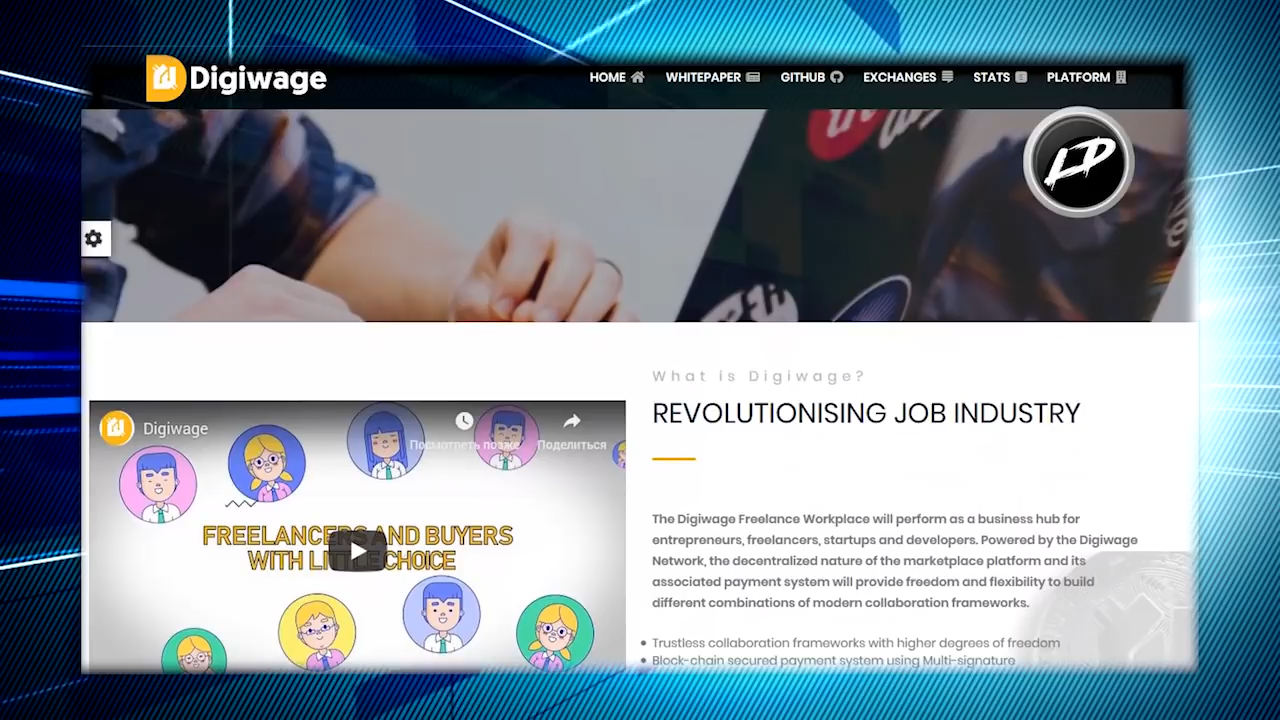 Digiwage
HOME
WHITEPAPER
GITHUB
EXCHANGES
STATS
PLATFORM
LD
What is Digiwage?
REVOLUTIONISING JOB INDUSTRY
Digiwage
Посмотреть позже
Поделиться
FREELANCERS AND BUYERS
WITH LITTLE CHOICE
The Digiwage Freelance Workplace will perform as a business hub for
entrepreneurs, freelancers, startups and developers. Powered by the Digiwage
Network, the decentralized nature of the marketplace platform and its
associated payment system will provide freedom and flexibility to build
different combinations of modern collaboration frameworks.
• Trustless collaboration frameworks with higher degrees of freedom
• Block-chain secured payment system using Multi-signature